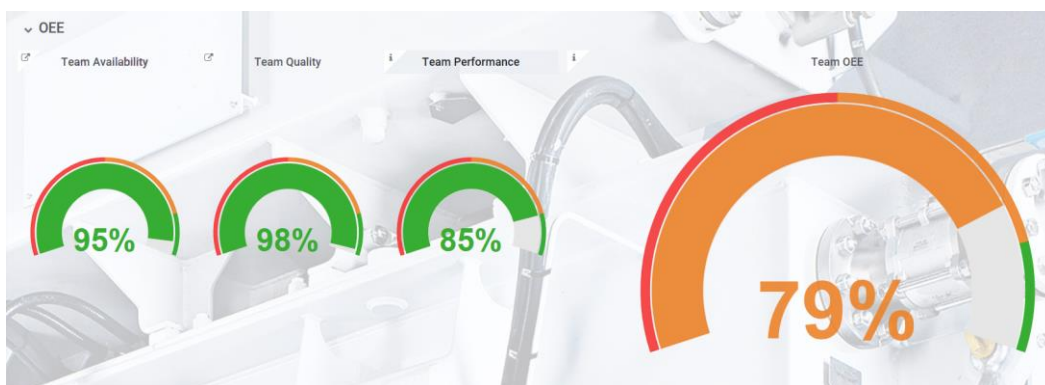 OEE
Team Availability
Team Quality
Team Performance
Team OEE
95%
98%
85%
79%